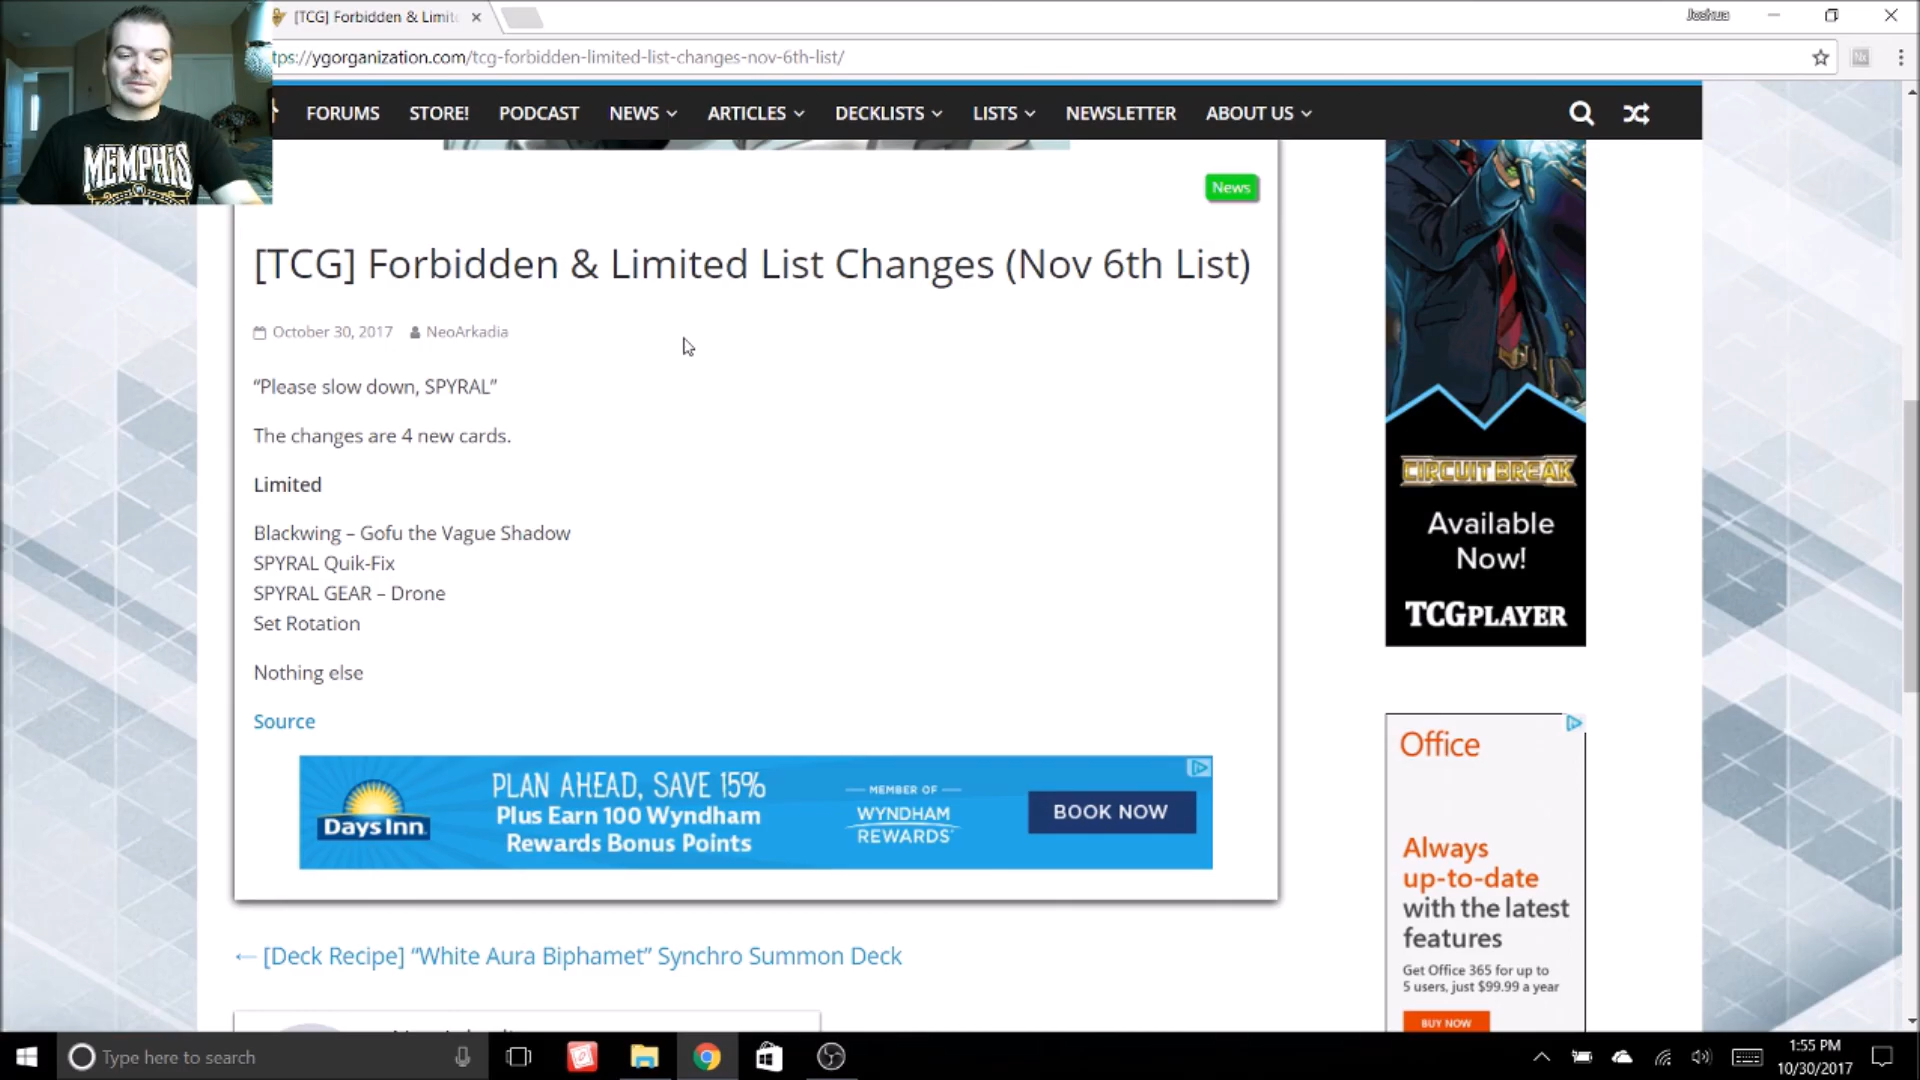 [TCG] Forbidden & Limit
Joshua
tps://ygorganization.com/tcg-forbidden-limited-list-changes-nov-6th-list/
FORUMS STORE! PODCAST NEWS ARTICLES DECKLISTS LISTS NEWSLETTER ABOUT US
MEMPHIS
News
[TCG] Forbidden & Limited List Changes (Nov 6th List)
October 30, 2017 NeoArkadia
“Please slow down, SPYRAL”
The changes are 4 new cards.
Limited
Blackwing – Gofu the Vague Shadow
SPYRAL Quik-Fix
SPYRAL GEAR – Drone
Set Rotation
Nothing else
Source
Days Inn
PLAN AHEAD, SAVE 15%
Plus Earn 100 Wyndham
Rewards Bonus Points
MEMBER OF
WYNDHAM
REWARDS
BOOK NOW
← [Deck Recipe] “White Aura Biphamet” Synchro Summon Deck
CIRCUIT BREAK
Available
Now!
TCGPLAYER
Office
Always
up-to-date
with the latest
features
Get Office 365 for up to
5 users, just $99.99 a year
BUY NOW
Type here to search
1:55 PM
10/30/2017